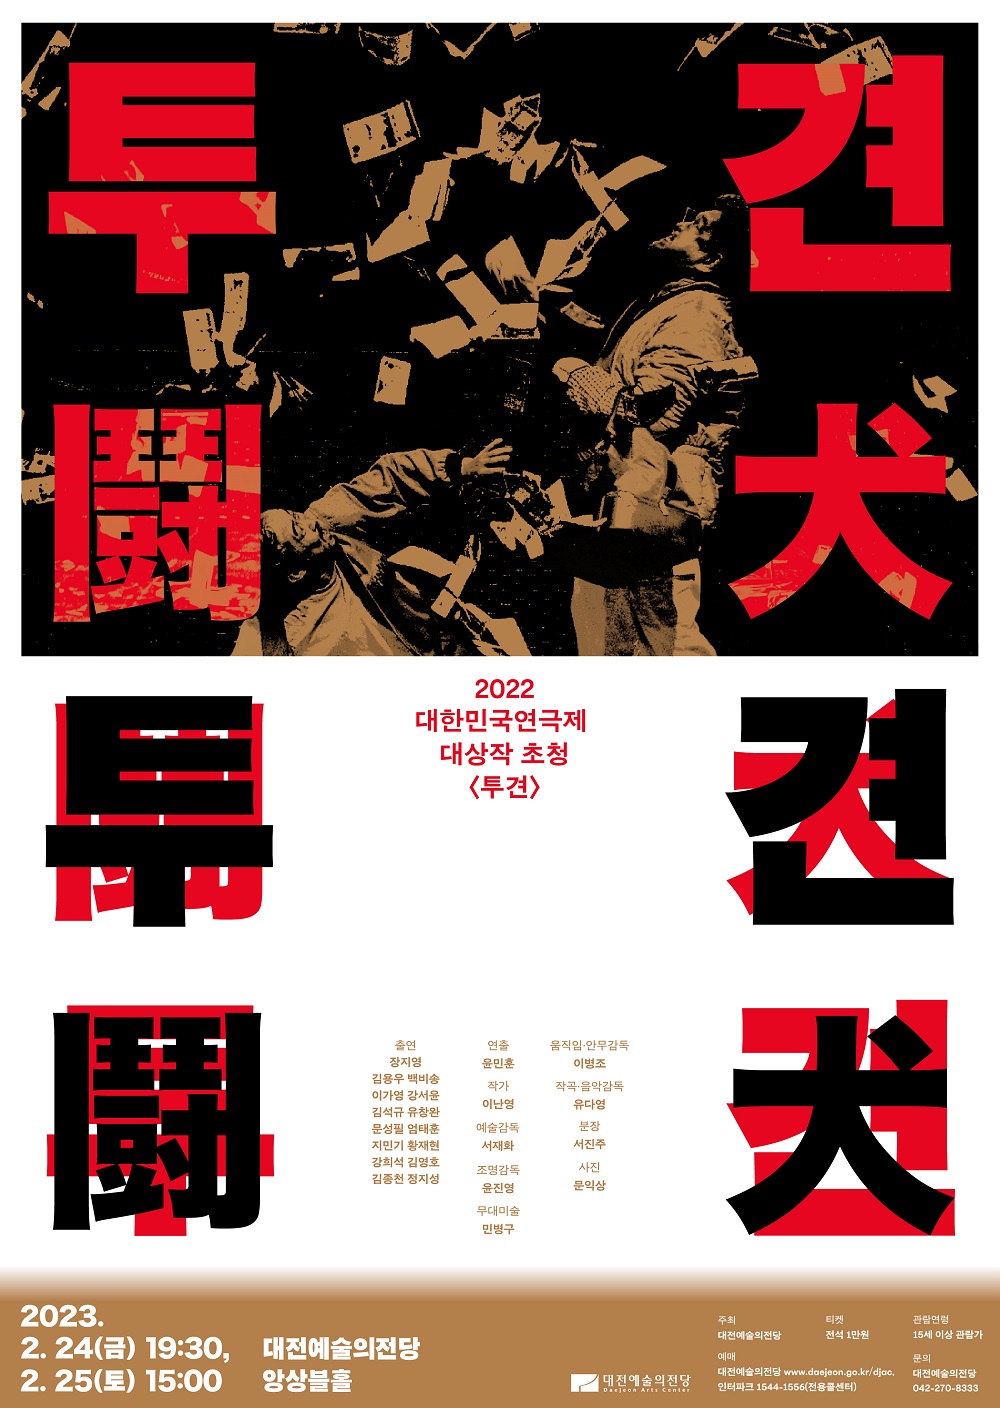 투 견
鬪 犬
2022
대한민국연극제
대상작 초청
〈투견〉
투 견
鬪 犬
출연
장지영
김용우 백비송
이가영 강서윤
김석규 유창완
문성필 엄태훈
지민기 황재현
강희석 김영호
김종천 정지성
연출
윤민훈
작가
이난영
예술감독
서재화
조명감독
윤진영
무대미술
민병구
움직임·안무감독
이병조
작곡·음악감독
유다영
분장
서진주
사진
문익상
2023.
2. 24(금) 19:30,
2. 25(토) 15:00
대전예술의전당
앙상블홀
대전예술의전당
Daejeon Arts Center
주최
대전예술의전당
티켓
전석 1만원
관람연령
15세 이상 관람가
예매
대전예술의전당 www.daejeon.go.kr/djac,
인터파크 1544-1556(전용콜센터)
문의
대전예술의전당
042-270-8333